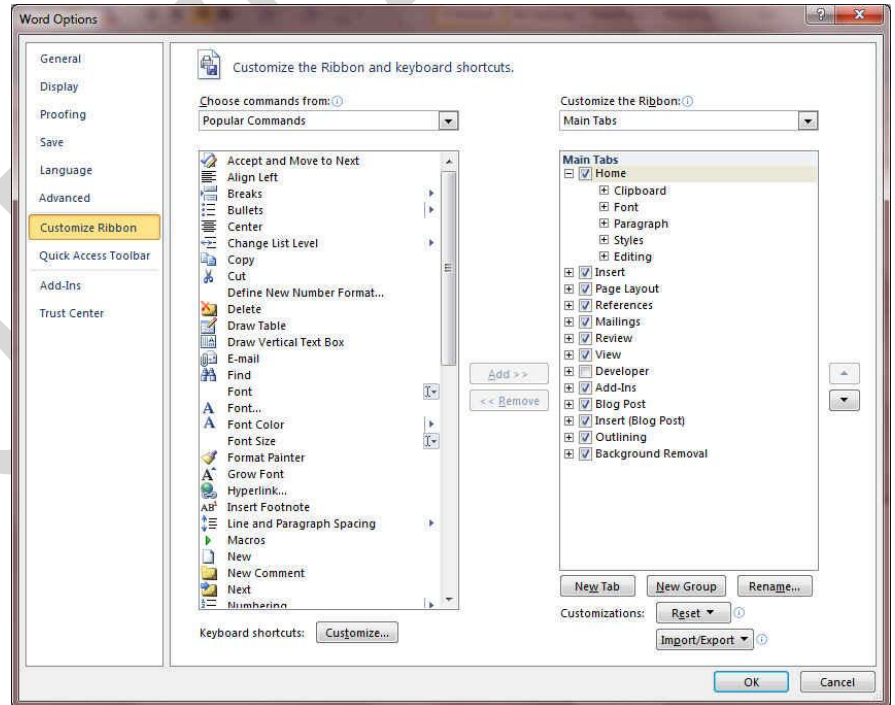 Word Options
General
Display
Proofing
Save
Language
Advanced
Customize Ribbon
Quick Access Toolbar
Add-Ins
Trust Center
Customize the Ribbon and keyboard shortcuts.
Choose commands from:
Popular Commands
Accept and Move to Next
Align Left
Breaks
Bullets
Center
Change List Level
Copy
Cut
Define New Number Format...
Delete
Draw Table
Draw Vertical Text Box
E-mail
Find
Font
Font...
Font Color
Font Size
Format Painter
Grow Font
Hyperlink...
Insert Footnote
Line and Paragraph Spacing
Macros
New
New Comment
Next
Numbering
Keyboard shortcuts: Customize...
Add >>
<< Remove
Customize the Ribbon:
Main Tabs
Main Tabs
Home
Clipboard
Font
Paragraph
Styles
Editing
Insert
Page Layout
References
Mailings
Review
View
Developer
Add-Ins
Blog Post
Insert (Blog Post)
Outlining
Background Removal
New Tab New Group Rename...
Customizations: Reset
Import/Export
OK Cancel